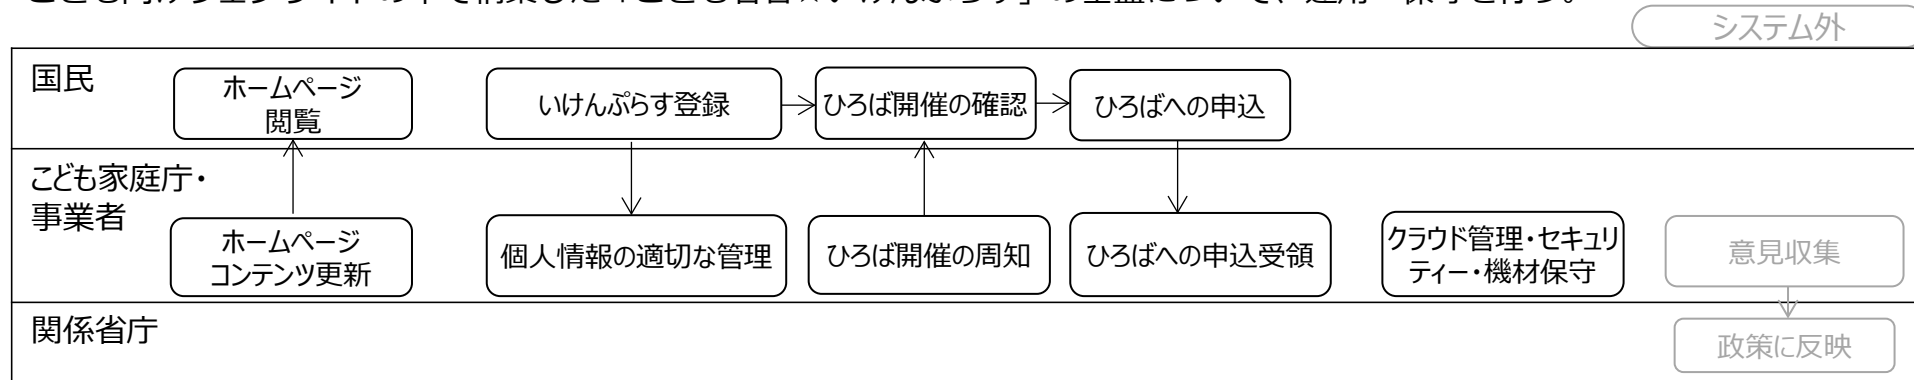 システム外
国民
ホームページ
閲覧
いけんぷらす登録
ひろば開催の確認
ひろばへの申込
こども家庭庁・
事業者
ホームページ
コンテンツ更新
個人情報の適切な管理
ひろば開催の周知
ひろばへの申込受領
クラウド管理・セキュリ
ティー・機材保守
意見収集
関係省庁
政策に反映